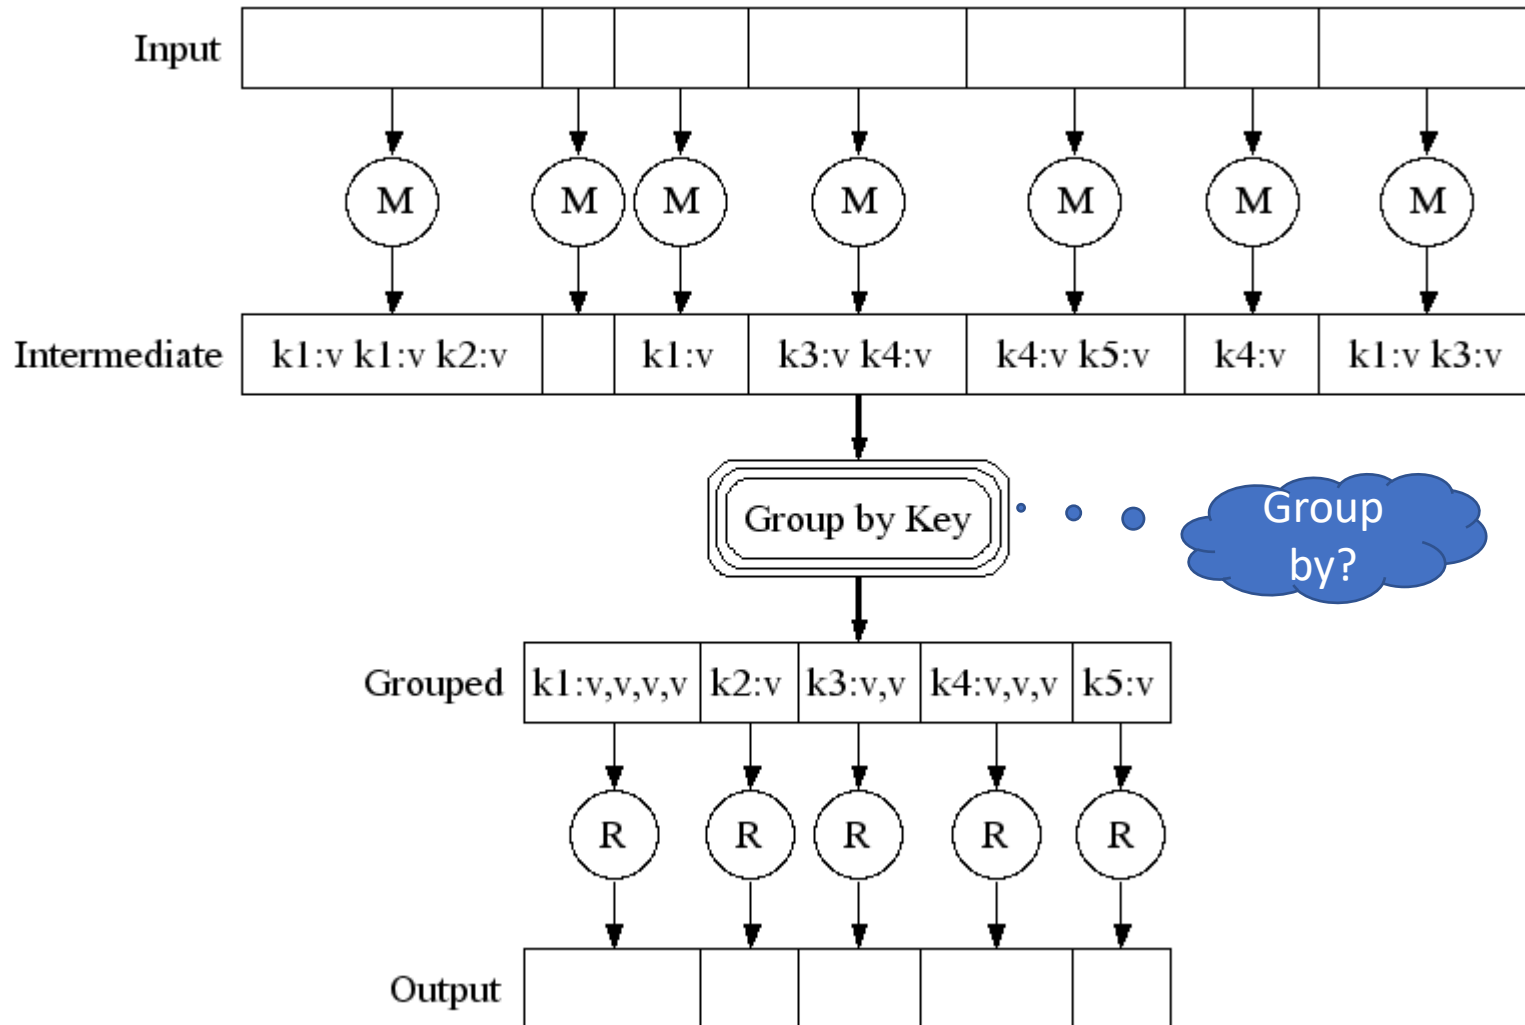 Input
M M M M M M M
Intermediate k1:v k1:v k2:v k1:v k3:v k4:v k4:v k5:v k4:v k1:v k3:v
Group by Key
Group
by?
Grouped k1:v,v,v,v k2:v k3:v,v k4:v,v,v k5:v
R R R R R
Output